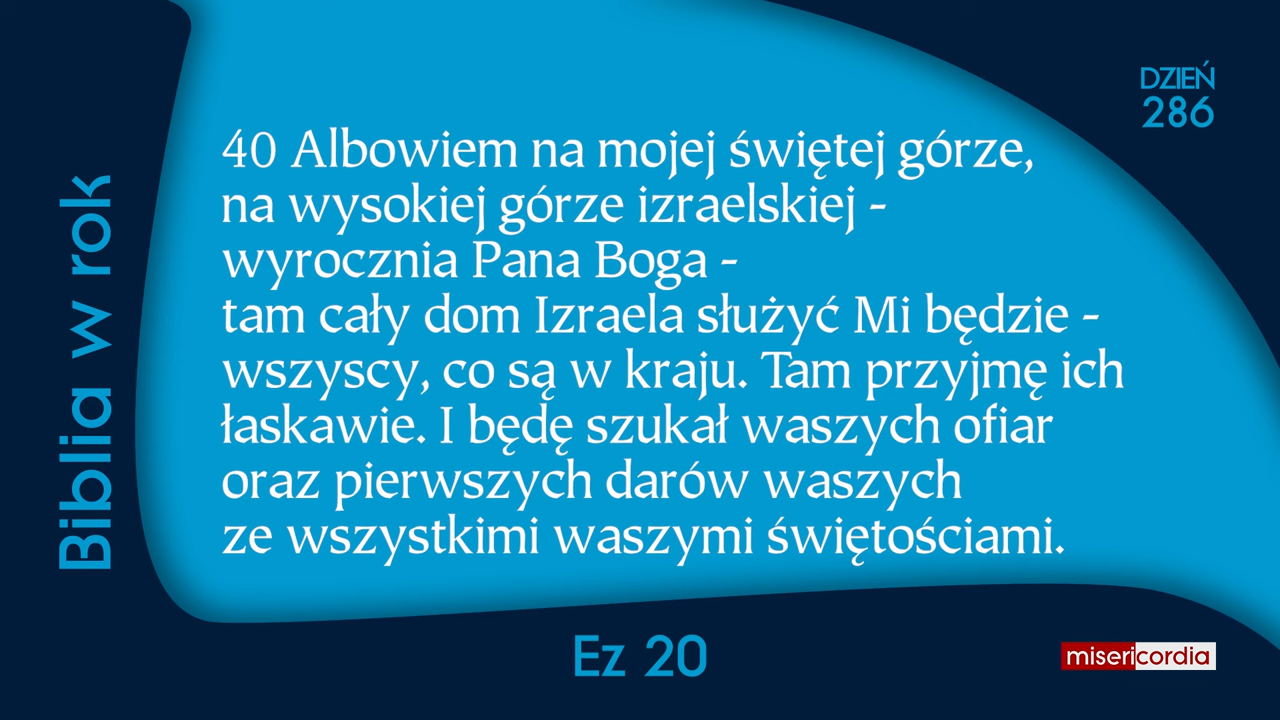 DZIEŃ
286
40 Albowiem na mojej świętej górze,
na wysokiej górze izraelskiej -
wyrocznia Pana Boga -
tam cały dom Izraela służyć Mi będzie -
wszyscy, co są w kraju. Tam przyjmę ich
łaskawie. I będę szukał waszych ofiar
oraz pierwszych darów waszych
ze wszystkimi waszymi świętościami.
Biblia w rok
Ez 20
misericordia